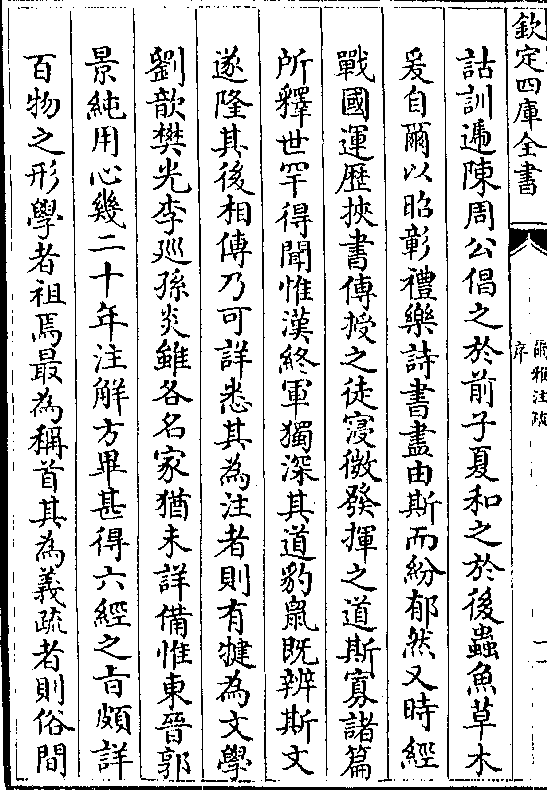 欽定四庫全書
爾雅注疏
序
二
詁訓遞陳周公倡之於前子夏和之於後蟲魚草木
爰自爾以昭彰禮樂詩書盡由斯而紛郁然又時經
戰國運歴挾書傳授之徒寖微發揮之道斯寡諸篇
所釋世罕得聞惟漢終軍獨深其道豹鼠既辨斯文
遂隆其後相傳乃可詳悉其為注者則有犍為文學
劉歆樊光李廵孫炎雖各名家猶未詳備惟東晉郭
景純用心幾二十年注解方畢甚得六經之㫖頗詳
百物之形學者祖焉最為稱首其為義疏者則俗間